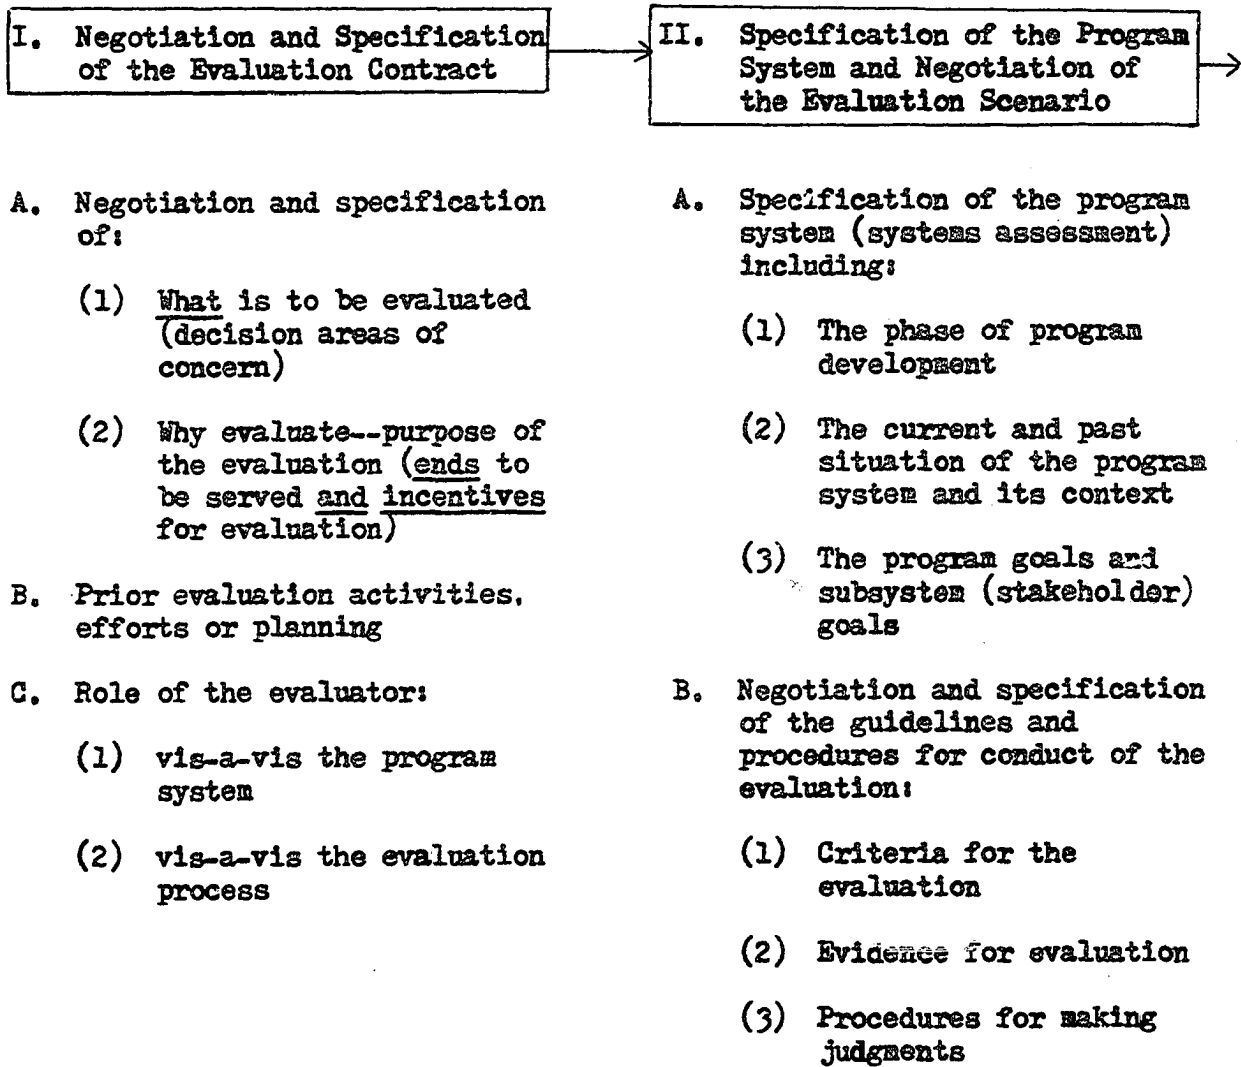 I. Negotiation and Specification
of the Evaluation Contract
A. Negotiation and specification
of:
(1) What is to be evaluated
(decision areas of
concern)
(2) Why evaluate--purpose of
the evaluation (ends to
be served and incentives
for evaluation)
B. Prior evaluation activities,
efforts or planning
C. Role of the evaluator:
(1) vis-a-vis the program
system
(2) vis-a-vis the evaluation
process
II. Specification of the Program
System and Negotiation of
the Evaluation Scenario
A. Specification of the program
system (systems assessment)
including:
(1) The phase of program
development
(2) The current and past
situation of the program
system and its context
(3) The program goals and
subsystem (stakeholder)
goals
B. Negotiation and specification
of the guidelines and
procedures for conduct of the
evaluation:
(1) Criteria for the
evaluation
(2) Evidence for evaluation
(3) Procedures for making
judgments